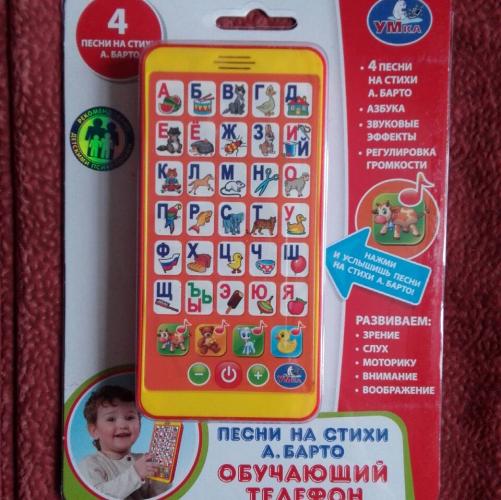 4
ПЕСНИ НА СТИХИ
А. БАРТО
УМка
• 4 ПЕСНИ
НА СТИХИ
А. БАРТО
• АЗБУКА
• ЗВУКОВЫЕ
ЭФФЕКТЫ
• РЕГУЛИРОВКА
ГРОМКОСТИ
А Б В Г Д
Е Ё Ж З И Й
К Л М Н О
П Р С Т У
Ф Х Ц Ч Ш
Щ Ъ Ь Ы Э Ю Я
УМка
НАЖМИ
И УСЛЫШИШЬ ПЕСНИ
НА СТИХИ А. БАРТО!
РАЗВИВАЕМ:
• ЗРЕНИЕ
• СЛУХ
• МОТОРИКУ
• ВНИМАНИЕ
• ВООБРАЖЕНИЕ
ПЕСНИ НА СТИХИ
А. БАРТО
ОБУЧАЮЩИЙ
ТЕЛЕФОН